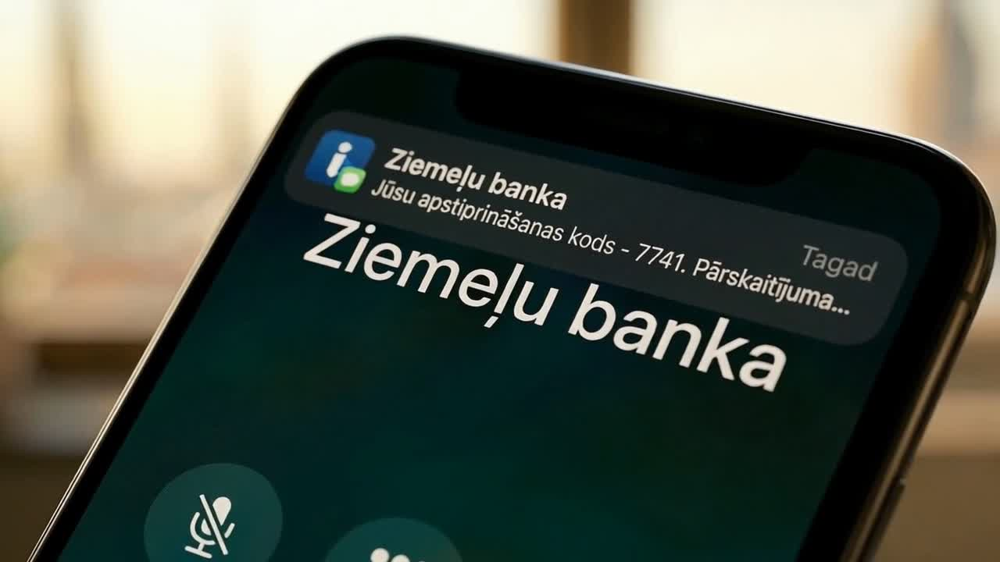 Ziemeļu banka
Tagad
Jūsu apstiprināšanas kods - 7741. Pārskaitījuma...
Ziemeļu banka